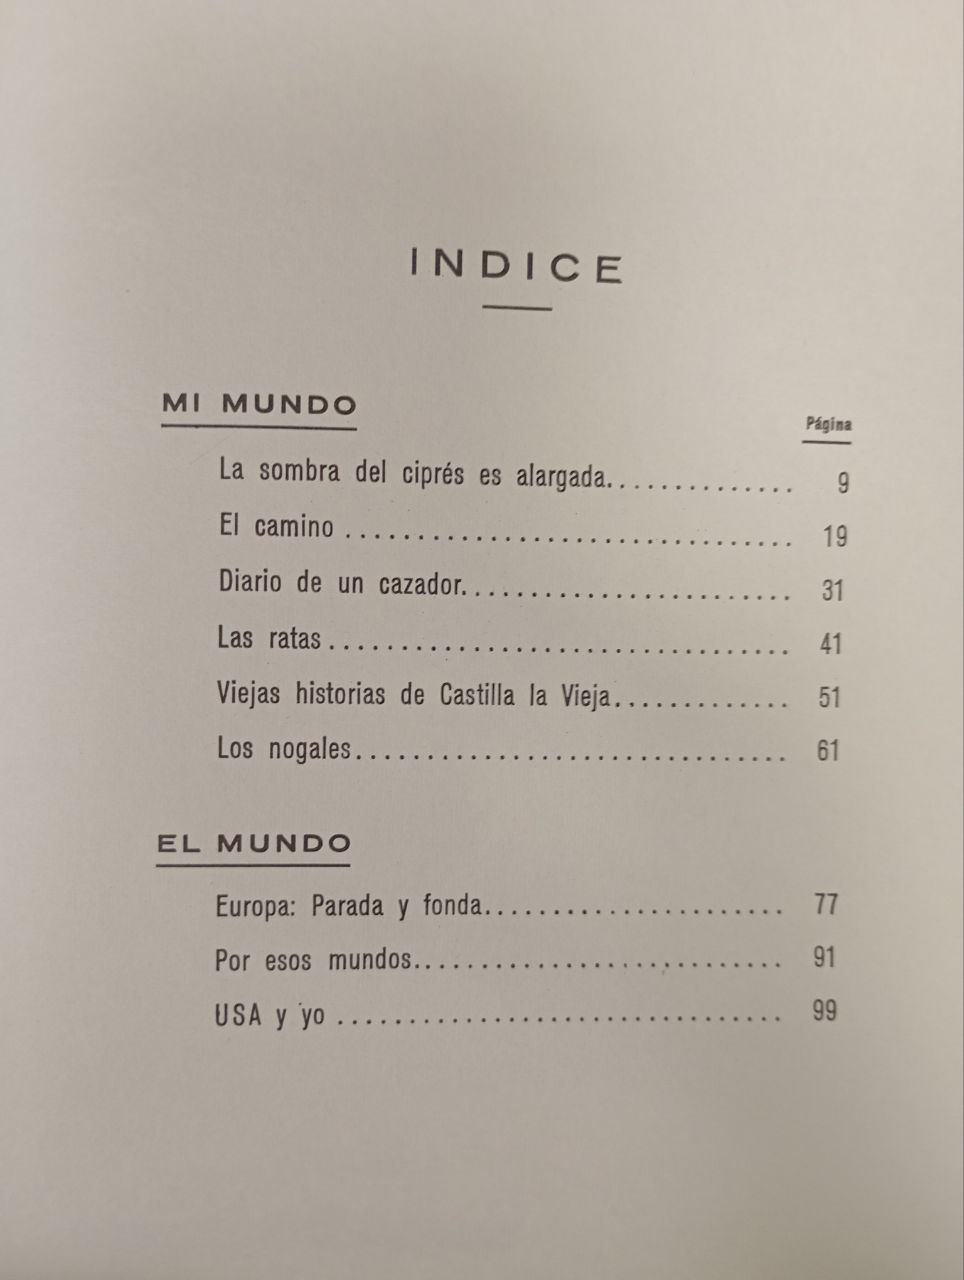 INDICE
MI MUNDO
Página
La sombra del ciprés es alargada.............. 9
El camino ................................ 19
Diario de un cazador........................ 31
Las ratas................................. 41
Viejas historias de Castilla la Vieja............. 51
Los nogales............................... 61
EL MUNDO
Europa: Parada y fonda...................... 77
Por esos mundos........................... 91
USA y yo ................................ 99